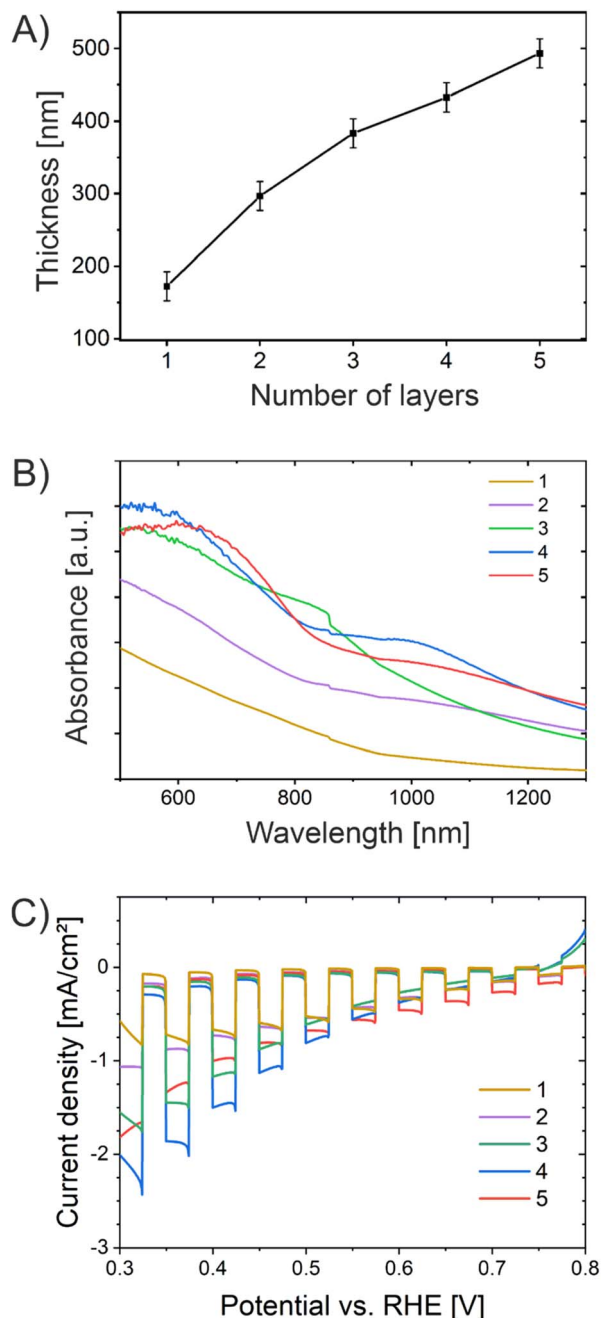 A)
Thickness [nm]
500
400
300
200
100
1 2 3 4 5
Number of layers
B)
Absorbance [a.u.]
1
2
3
4
5
600 800 1000 1200
Wavelength [nm]
C)
Current density [mA/cm²]
0
-1
-2
-3
1
2
3
4
5
0.3 0.4 0.5 0.6 0.7 0.8
Potential vs. RHE [V]